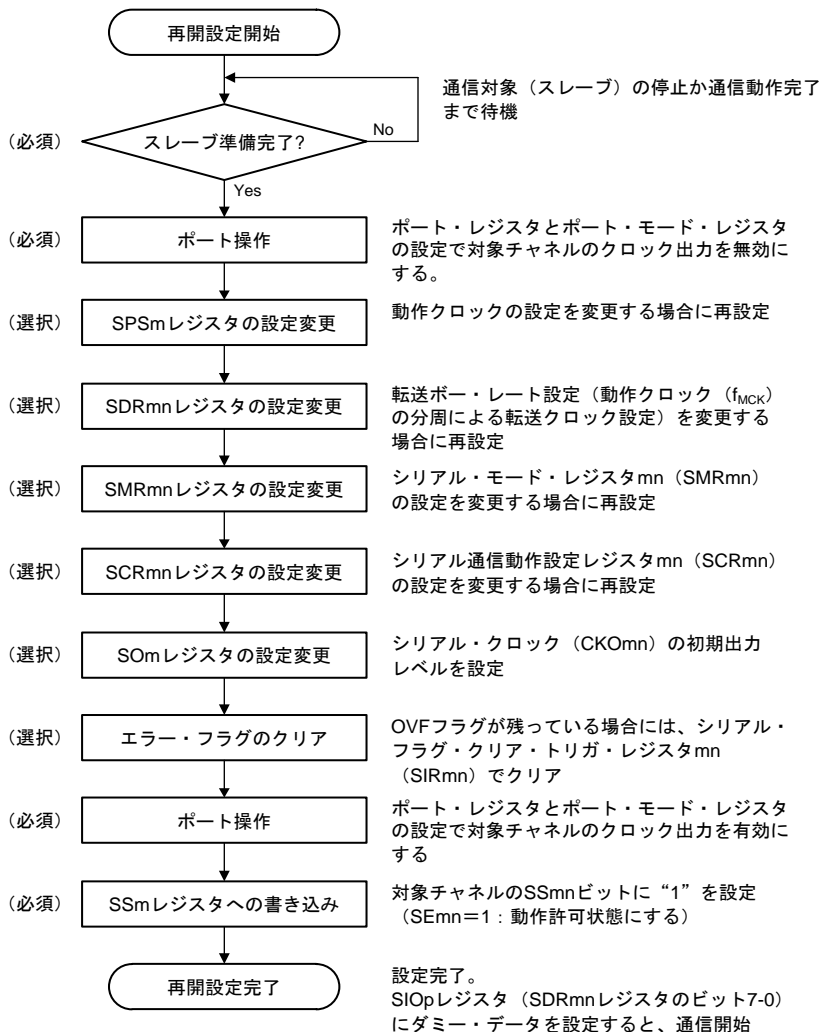 再開設定開始
通信対象（スレーブ）の停止か通信動作完了
まで待機
（必須）
スレーブ準備完了?
No
Yes
（必須）
ポート操作
ポート・レジスタとポート・モード・レジスタ
の設定で対象チャネルのクロック出力を無効に
する。
（選択）
SPSmレジスタの設定変更
動作クロックの設定を変更する場合に再設定
（選択）
SDRmnレジスタの設定変更
転送ボー・レート設定（動作クロック（fMCK）
の分周による転送クロック設定）を変更する
場合に再設定
（選択）
SMRmnレジスタの設定変更
シリアル・モード・レジスタmn（SMRmn）
の設定を変更する場合に再設定
（選択）
SCRmnレジスタの設定変更
シリアル通信動作設定レジスタmn（SCRmn）
の設定を変更する場合に再設定
（選択）
SOmレジスタの設定変更
シリアル・クロック（CKOmn）の初期出力
レベルを設定
（選択）
エラー・フラグのクリア
OVFフラグが残っている場合には、シリアル・
フラグ・クリア・トリガ・レジスタmn
（SIRmn）でクリア
（必須）
ポート操作
ポート・レジスタとポート・モード・レジスタ
の設定で対象チャネルのクロック出力を有効に
する
（必須）
SSmレジスタへの書き込み
対象チャネルのSSmnビットに“1”を設定
（SEmn＝1：動作許可状態にする）
再開設定完了
設定完了。
SIOpレジスタ（SDRmnレジスタのビット7-0）
にダミー・データを設定すると、通信開始